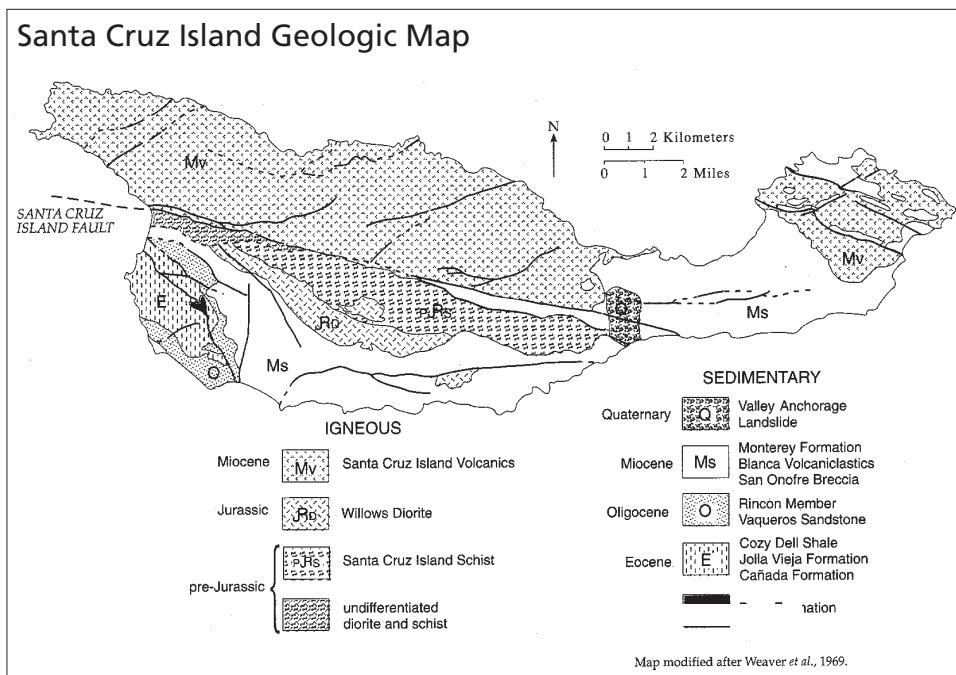 Santa Cruz Island Geologic Map
N
0 1 2 Kilometers
0 1 2 Miles
Mv
SANTA CRUZ
ISLAND FAULT
Mv
E
Q
Ms
Ms
O
SEDIMENTARY
Quaternary
Q
Valley Anchorage
Landslide
Miocene
Ms
Monterey Formation
Blanca Volcaniclastics
San Onofre Breccia
Oligocene
O
Rincon Member
Vaqueros Sandstone
Eocene
E
Cozy Dell Shale
Jolla Vieja Formation
Cañada Formation
IGNEOUS
Miocene
Mv
Santa Cruz Island Volcanics
Jurassic
Willows Diorite
pre-Jurassic
Santa Cruz Island Schist
undifferentiated
diorite and schist
Map modified after Weaver et al., 1969.